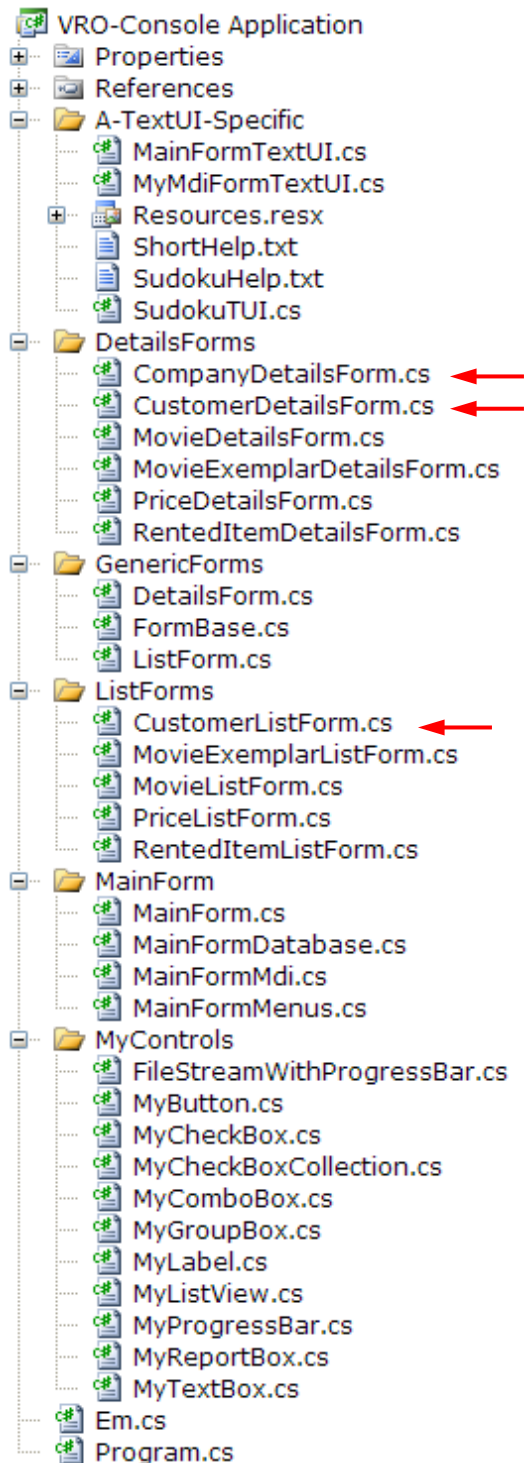 VRO-Console Application
Properties
References
A-TextUI-Specific
MainFormTextUI.cs
MyMdiFormTextUI.cs
Resources.resx
ShortHelp.txt
SudokuHelp.txt
SudokuTUI.cs
DetailsForms
CompanyDetailsForm.cs
CustomerDetailsForm.cs
MovieDetailsForm.cs
MovieExemplarDetailsForm.cs
PriceDetailsForm.cs
RentedItemDetailsForm.cs
GenericForms
DetailsForm.cs
FormBase.cs
ListForm.cs
ListForms
CustomerListForm.cs
MovieExemplarListForm.cs
MovieListForm.cs
PriceListForm.cs
RentedItemListForm.cs
MainForm
MainForm.cs
MainFormDatabase.cs
MainFormMdi.cs
MainFormMenus.cs
MyControls
FileStreamWithProgressBar.cs
MyButton.cs
MyCheckBox.cs
MyCheckBoxCollection.cs
MyComboBox.cs
MyGroupBox.cs
MyLabel.cs
MyListView.cs
MyProgressBar.cs
MyReportBox.cs
MyTextBox.cs
Em.cs
Program.cs